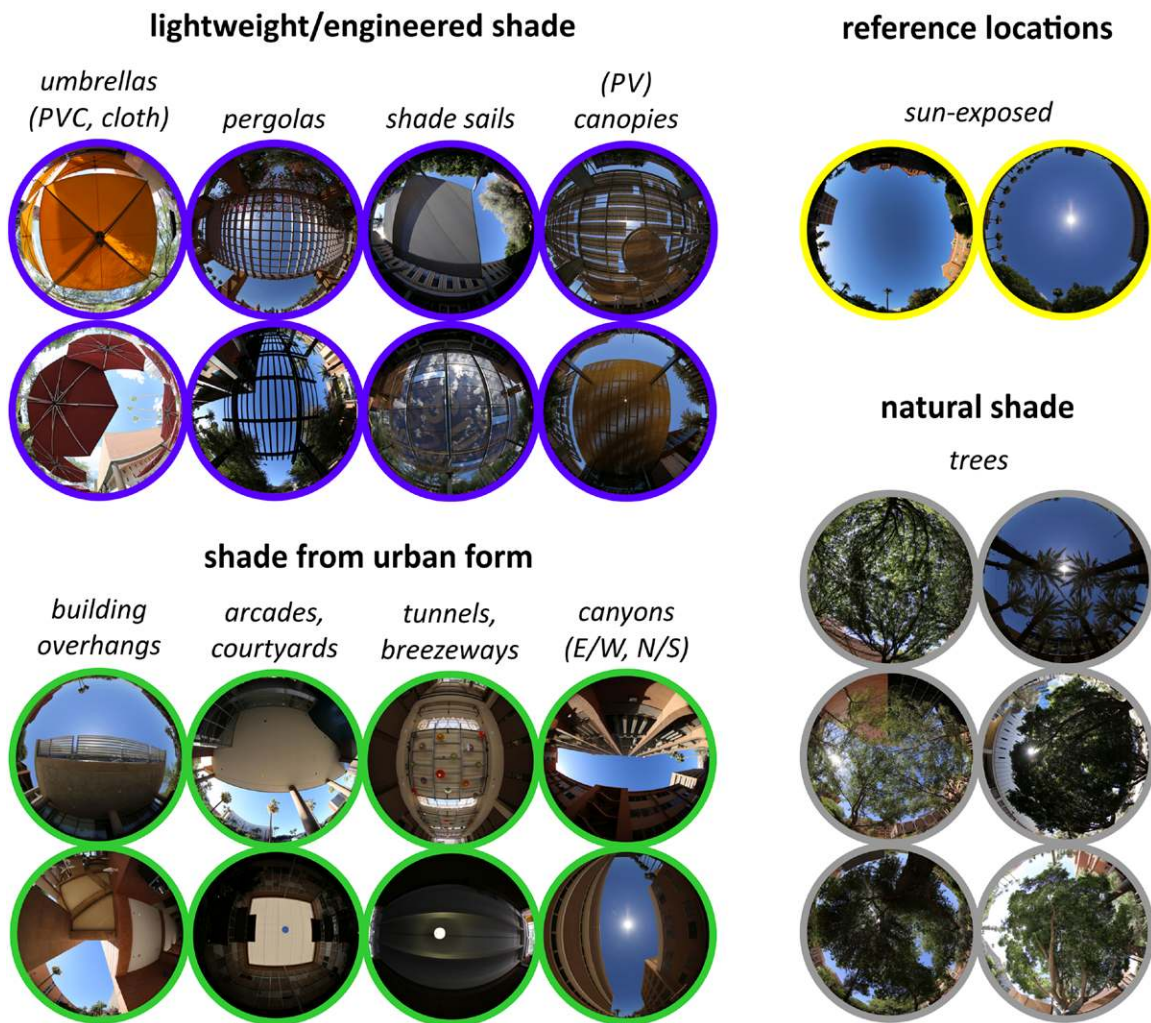 lightweight/engineered shade
umbrellas
(PVC, cloth)
pergolas
shade sails
(PV)
canopies
reference locations
sun-exposed
natural shade
trees
shade from urban form
building
overhangs
arcades,
courtyards
tunnels,
breezeways
canyons
(E/W, N/S)